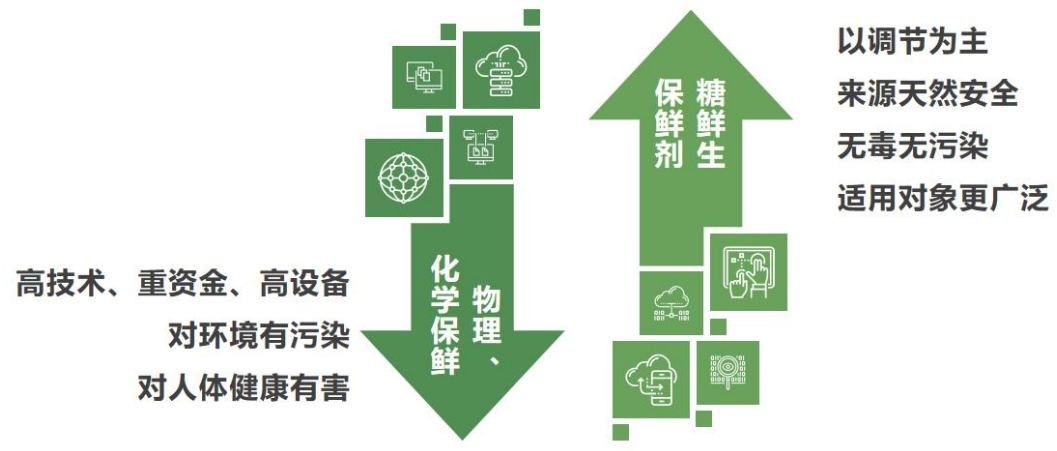 高技术、重资金、高设备
对环境有污染
对人体健康有害
物理、
化学保鲜
糖鲜生
保鲜剂
以调节为主
来源天然安全
无毒无污染
适用对象更广泛